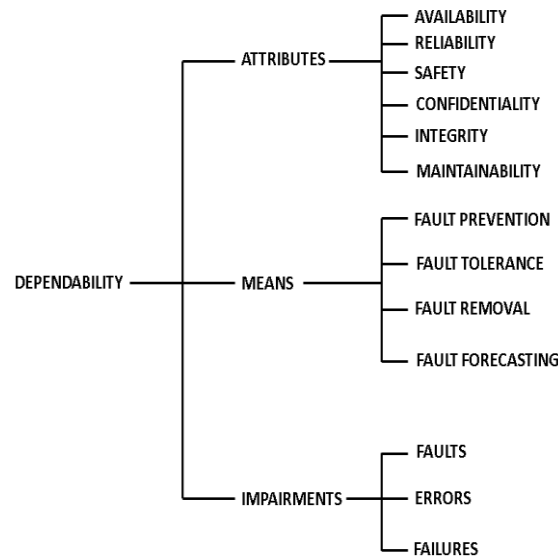 AVAILABILITY
RELIABILITY
ATTRIBUTES
SAFETY
CONFIDENTIALITY
INTEGRITY
MAINTAINABILITY
FAULT PREVENTION
FAULT TOLERANCE
DEPENDABILITY
MEANS
FAULT REMOVAL
FAULT FORECASTING
FAULTS
IMPAIRMENTS
ERRORS
FAILURES